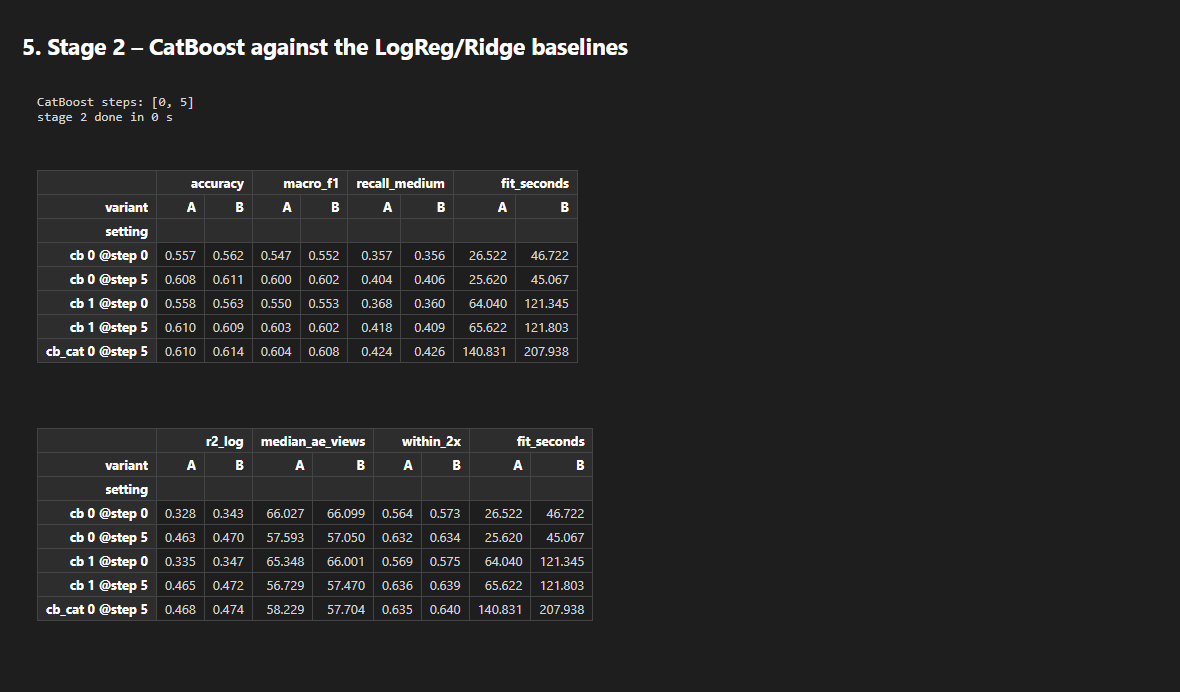 5. Stage 2 – CatBoost against the LogReg/Ridge baselines
CatBoost steps: [0, 5]
stage 2 done in 0 s
accuracy macro_f1 recall_medium fit_seconds
variant A B A B A B A B
setting
cb 0 @step 0 0.557 0.562 0.547 0.552 0.357 0.356 26.522 46.722
cb 0 @step 5 0.608 0.611 0.600 0.602 0.404 0.406 25.620 45.067
cb 1 @step 0 0.558 0.563 0.550 0.553 0.368 0.360 64.040 121.345
cb 1 @step 5 0.610 0.609 0.603 0.602 0.418 0.409 65.622 121.803
cb_cat 0 @step 5 0.610 0.614 0.604 0.608 0.424 0.426 140.831 207.938
r2_log median_ae_views within_2x fit_seconds
variant A B A B A B A B
setting
cb 0 @step 0 0.328 0.343 66.027 66.099 0.564 0.573 26.522 46.722
cb 0 @step 5 0.463 0.470 57.593 57.050 0.632 0.634 25.620 45.067
cb 1 @step 0 0.335 0.347 65.348 66.001 0.569 0.575 64.040 121.345
cb 1 @step 5 0.465 0.472 56.729 57.470 0.636 0.639 65.622 121.803
cb_cat 0 @step 5 0.468 0.474 58.229 57.704 0.635 0.640 140.831 207.938